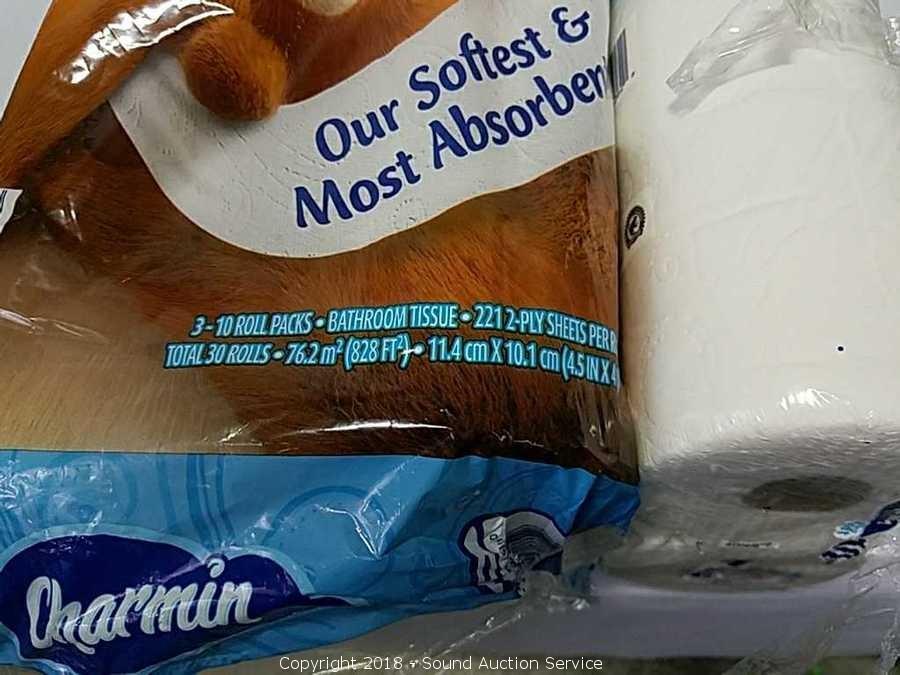 Our Softest &
Most Absorben
3-10 ROLL PACKS • BATHROOM TISSUE • 221 2-PLY SHEETS PER R
TOTAL 30 ROLLS • 76.2 m² (828 FT²) • 11.4 cm X 10.1 cm (4.5 IN X 4
Charmin
Copyright 2018 - Sound Auction Service